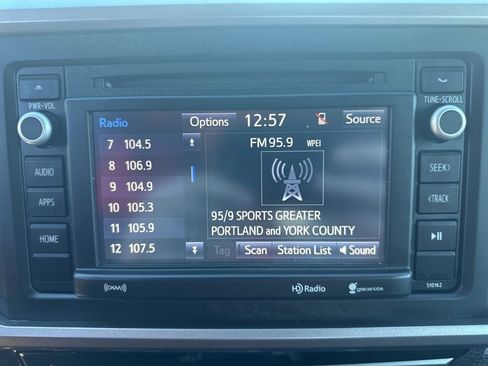 PWR•VOL
TUNE•SCROLL
Radio Options 12:57 Source
7 104.5
8 106.9
9 104.9
10 105.3
11 105.9
12 107.5
FM 95.9 WPEI
95/9 SPORTS GREATER
PORTLAND and YORK COUNTY
Tag Scan Station List Sound
AUDIO
APPS
HOME
SEEK>
<TRACK
((SXM))
HD Radio
gracenote
510162